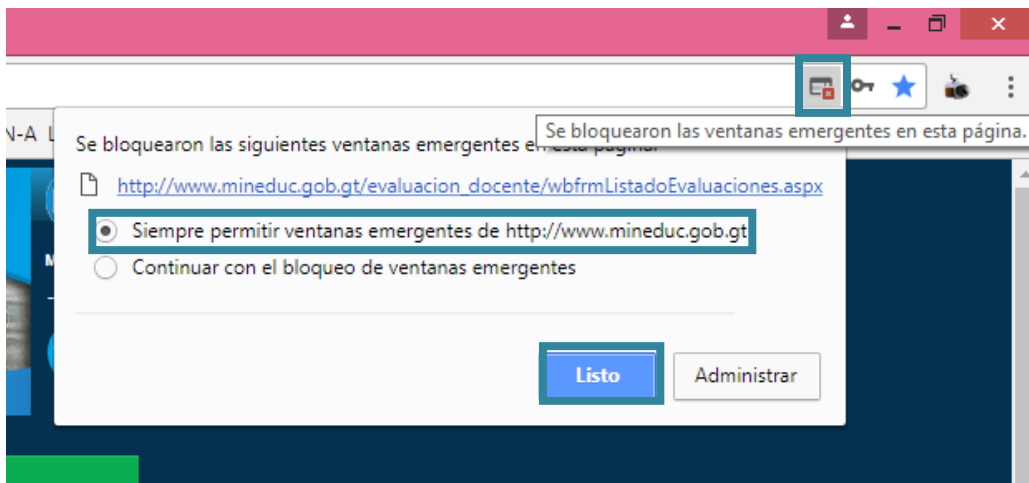 Se bloquearon las ventanas emergentes en esta página.
N-A L
Se bloquearon las siguientes ventanas emergentes en esta página:
http://www.mineduc.gob.gt/evaluacion_docente/wbfrmListadoEvaluaciones.aspx
Siempre permitir ventanas emergentes de http://www.mineduc.gob.gt
M
Continuar con el bloqueo de ventanas emergentes
Listo
Administrar